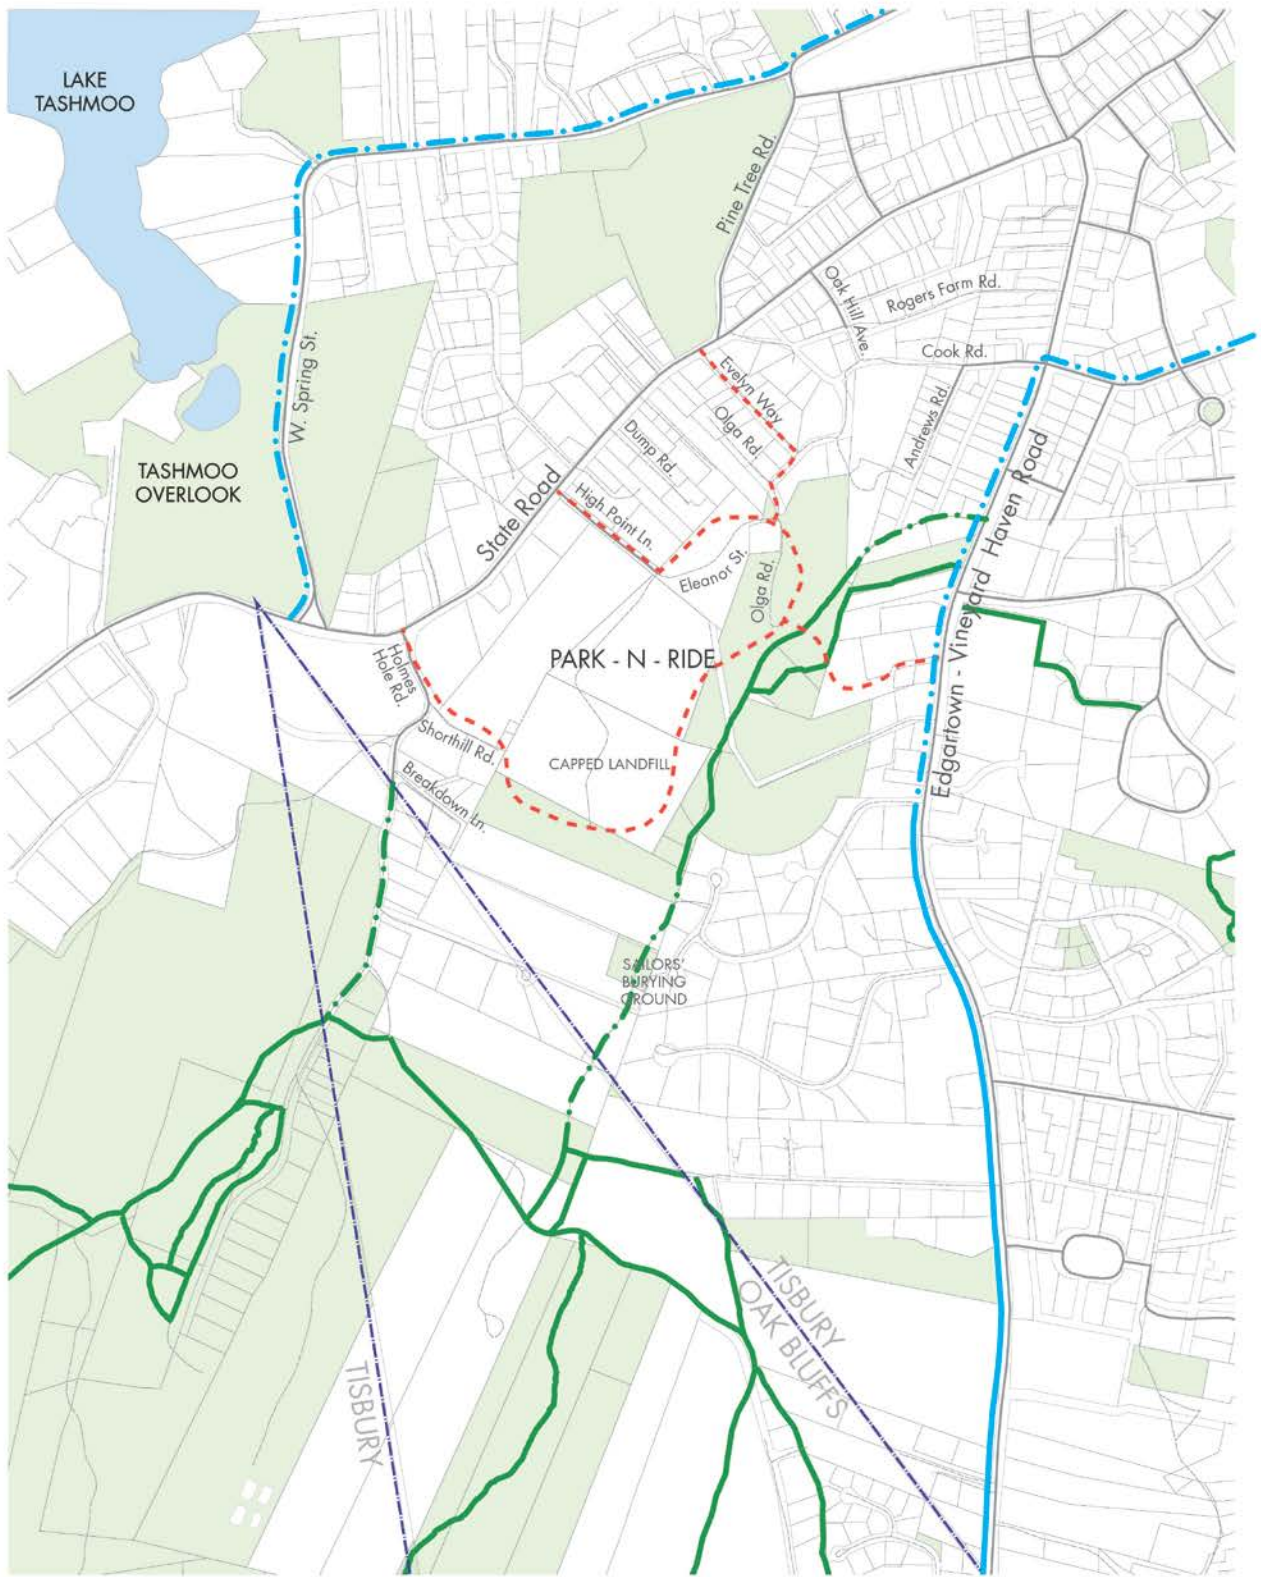 LAKE
TASHMOO
Pine Tree Rd.
Oak Hill Ave.
Rogers Farm Rd.
Cook Rd.
W. Spring St.
Evelyn Way
Olga Rd.
Andrews Rd.
Dump Rd.
TASHMOO
OVERLOOK
State Road
High Point Ln.
Eleanor St.
Olga Rd.
Edgartown - Vineyard Haven Road
PARK - N - RIDE
Holmes
Hole Rd.
Shorthill Rd.
CAPPED LANDFILL
Breakdown Ln.
SAILORS'
BURYING
GROUND
TISBURY
OAK BLUFFS
TISBURY